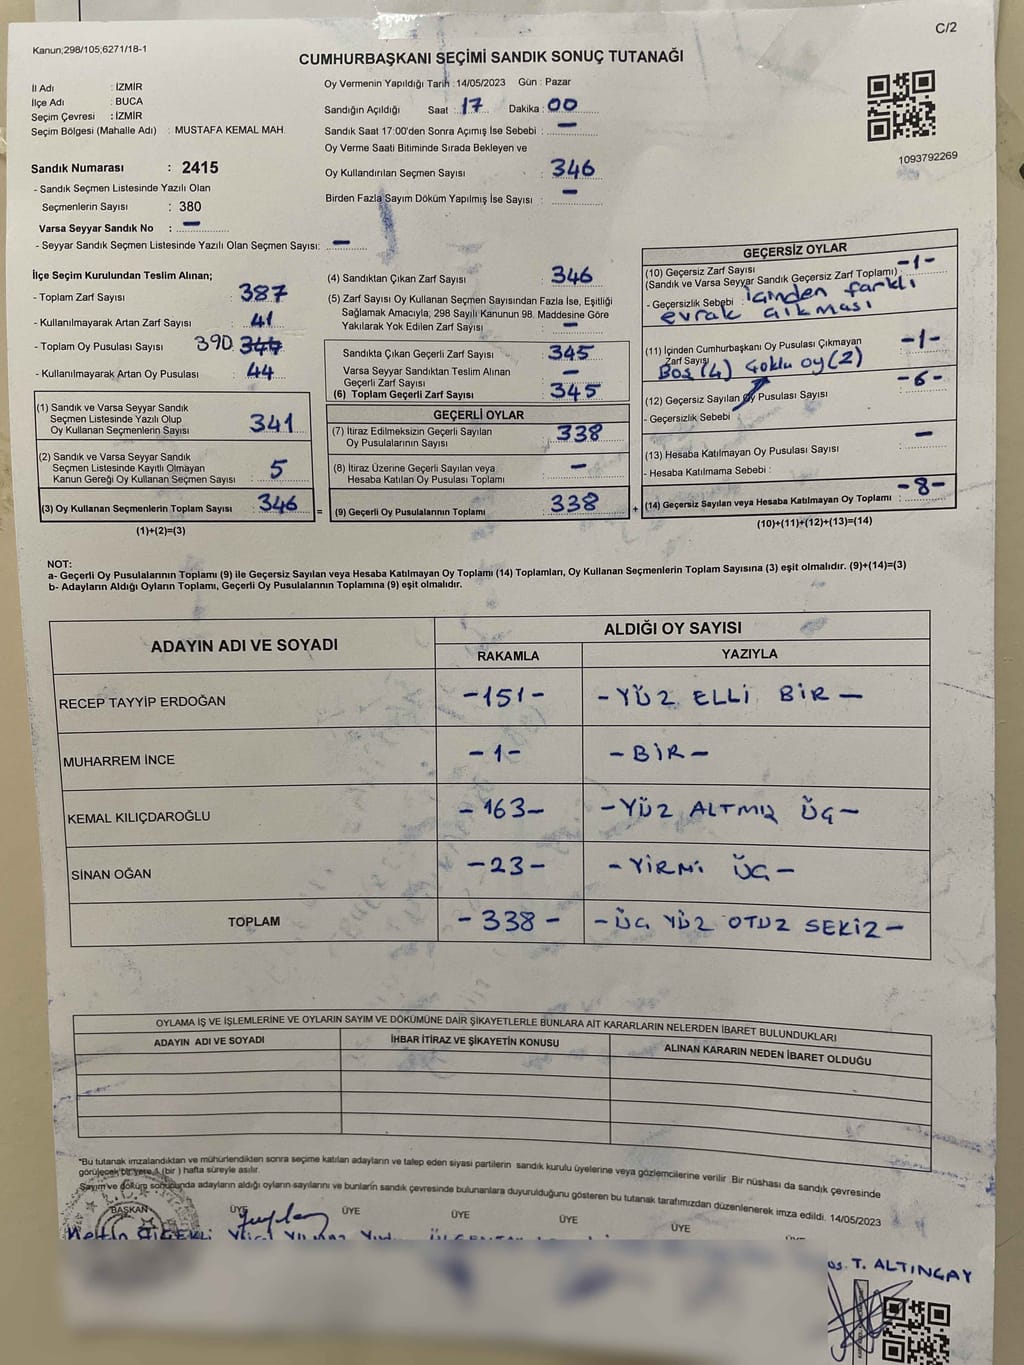 C/2
Kanun;298/105;6271/18-1
CUMHURBAŞKANI SEÇİMİ SANDIK SONUÇ TUTANAĞI
İl Adı : İZMİR
İlçe Adı : BUCA
Seçim Çevresi : İZMİR
Seçim Bölgesi (Mahalle Adı) : MUSTAFA KEMAL MAH.
Sandık Numarası : 2415
- Sandık Seçmen Listesinde Yazılı Olan
Seçmenlerin Sayısı : 380
Varsa Seyyar Sandık No : —
- Seyyar Sandık Seçmen Listesinde Yazılı Olan Seçmen Sayısı: —
Oy Vermenin Yapıldığı Tarih : 14/05/2023 Gün : Pazar
Sandığın Açıldığı Saat : 17 Dakika : 00
Sandık Saat 17:00'den Sonra Açımış İse Sebebi : —
Oy Verme Saati Bitiminde Sırada Bekleyen ve
Oy Kullandırılan Seçmen Sayısı : 346
Birden Fazla Sayım Döküm Yapılmış İse Sayısı : —
1093792269
İlçe Seçim Kurulundan Teslim Alınan;
- Toplam Zarf Sayısı : 387
- Kullanılmayarak Artan Zarf Sayısı : 41
- Toplam Oy Pusulası Sayısı 390 344
- Kullanılmayarak Artan Oy Pusulası : 44
(1) Sandık ve Varsa Seyyar Sandık
Seçmen Listesinde Yazılı Olup
Oy Kullanan Seçmenlerin Sayısı : 341
(2) Sandık ve Varsa Seyyar Sandık
Seçmen Listesinde Kayıtlı Olmayan
Kanun Gereği Oy Kullanan Seçmen Sayısı : 5
(3) Oy Kullanan Seçmenlerin Toplam Sayısı : 346
(1)+(2)=(3)
(4) Sandıktan Çıkan Zarf Sayısı : 346
(5) Zarf Sayısı Oy Kullanan Seçmen Sayısından Fazla İse, Eşitliği
Sağlamak Amacıyla; 298 Sayılı Kanunun 98. Maddesine Göre
Yakılarak Yok Edilen Zarf Sayısı : —
Sandıkta Çıkan Geçerli Zarf Sayısı : 345
Varsa Seyyar Sandıktan Teslim Alınan
Geçerli Zarf Sayısı : —
(6) Toplam Geçerli Zarf Sayısı : 345
GEÇERLİ OYLAR
(7) İtiraz Edilmeksizin Geçerli Sayılan
Oy Pusulalarının Sayısı : 338
(8) İtiraz Üzerine Geçerli Sayılan veya
Hesaba Katılan Oy Pusulası Toplamı : —
= (9) Geçerli Oy Pusulalarının Toplamı : 338
GEÇERSİZ OYLAR
(10) Geçersiz Zarf Sayısı -1-
(Sandık ve Varsa Seyyar Sandık Geçersiz Zarf Toplamı) :
- Geçersizlik Sebebi : içinden farklı
evrak çıkması
(11) İçinden Cumhurbaşkanı Oy Pusulası Çıkmayan
Zarf Sayısı : -1-
Boş (4) Çoklu oy (2)
(12) Geçersiz Sayılan Oy Pusulası Sayısı : -6-
- Geçersizlik Sebebi :
(13) Hesaba Katılmayan Oy Pusulası Sayısı : —
- Hesaba Katılmama Sebebi :
+ (14) Geçersiz Sayılan veya Hesaba Katılmayan Oy Toplamı : -8-
(10)+(11)+(12)+(13)=(14)
NOT:
a- Geçerli Oy Pusulalarının Toplamı (9) ile Geçersiz Sayılan veya Hesaba Katılmayan Oy Toplamı (14) Toplamları, Oy Kullanan Seçmenlerin Toplam Sayısına (3) eşit olmalıdır. (9)+(14)=(3)
b- Adayların Aldığı Oyların Toplamı, Geçerli Oy Pusulalarının Toplamına (9) eşit olmalıdır.
ADAYIN ADI VE SOYADI ALDIĞI OY SAYISI
RAKAMLA YAZIYLA
RECEP TAYYİP ERDOĞAN -151- - YÜZ ELLİ BİR -
MUHARREM İNCE -1- - BİR -
KEMAL KILIÇDAROĞLU -163- - YÜZ ALTMIŞ ÜÇ -
SİNAN OĞAN -23- - YİRMİ ÜÇ -
TOPLAM -338- - ÜÇ YÜZ OTUZ SEKİZ -
OYLAMA İŞ VE İŞLEMLERİNE VE OYLARIN SAYIM VE DÖKÜMÜNE DAİR ŞİKAYETLERLE BUNLARA AİT KARARLARIN NELERDEN İBARET BULUNDUKLARI
ADAYIN ADI VE SOYADI İHBAR İTİRAZ VE ŞİKAYETİN KONUSU ALINAN KARARIN NEDEN İBARET OLDUĞU
*Bu tutanak imzalandıktan ve mühürlendikten sonra seçime katılan adayların ve talep eden siyasi partilerin sandık kurulu üyelerine veya gözlemcilerine verilir .Bir nüshası da sandık çevresinde
görülecek bir yere 1 (bir ) hafta süreyle asılır.
Sayım ve döküm sonucunda adayların aldığı oyların sayılarını ve bunların sandık çevresinde bulunanlara duyurulduğunu gösteren bu tutanak tarafımızdan düzenlenerek imza edildi. 14/05/2023
BAŞKAN ÜYE ÜYE ÜYE ÜYE ÜYE
T. ALTINÇAY